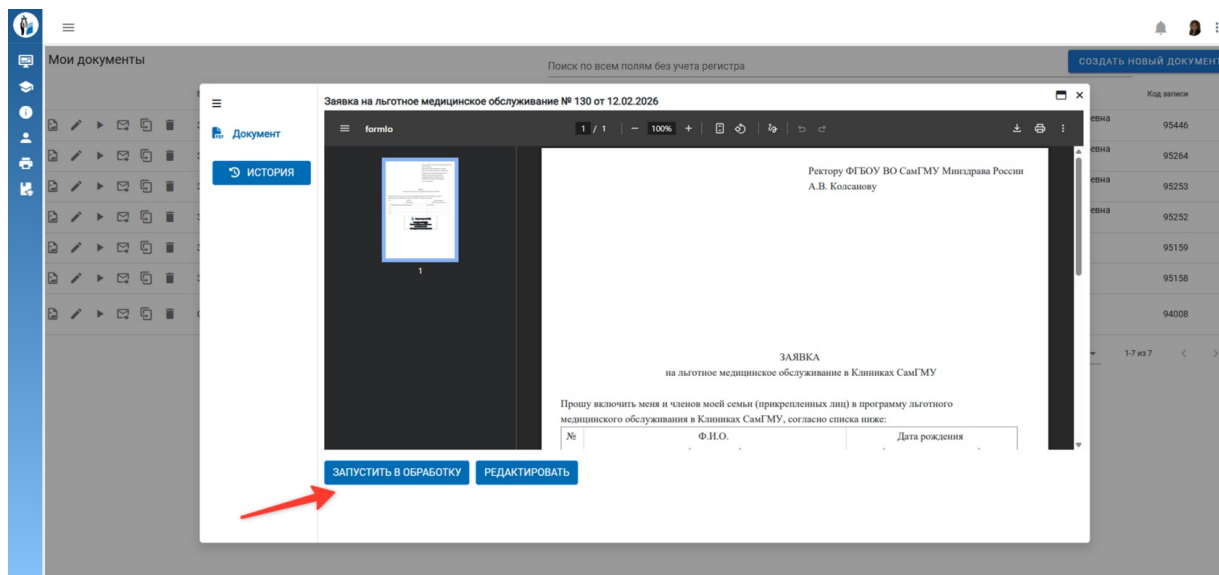 Мои документы
Поиск по всем полям без учета регистра
СОЗДАТЬ НОВЫЙ ДОКУМЕНТ
Код записи
Заявка на льготное медицинское обслуживание № 130 от 12.02.2026
Документ
ИСТОРИЯ
formIo
1 / 1
100%
1
Ректору ФГБОУ ВО СамГМУ Минздрава России
А.В. Колсанову
ЗАЯВКА
на льготное медицинское обслуживание в Клиниках СамГМУ
Прошу включить меня и членов моей семьи (прикрепленных лиц) в программу льготного
медицинского обслуживания в Клиниках СамГМУ, согласно списка ниже:
№ Ф.И.О. Дата рождения
ЗАПУСТИТЬ В ОБРАБОТКУ
РЕДАКТИРОВАТЬ
евна 95446
евна 95264
евна 95253
евна 95252
95159
95158
94008
1-7 из 7